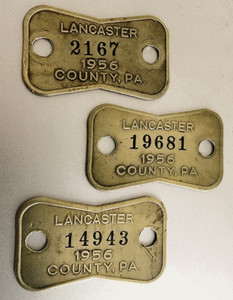 LANCASTER
2167
1956
COUNTY, PA.
LANCASTER
19681
1956
COUNTY, PA.
LANCASTER
14943
1956
COUNTY, PA